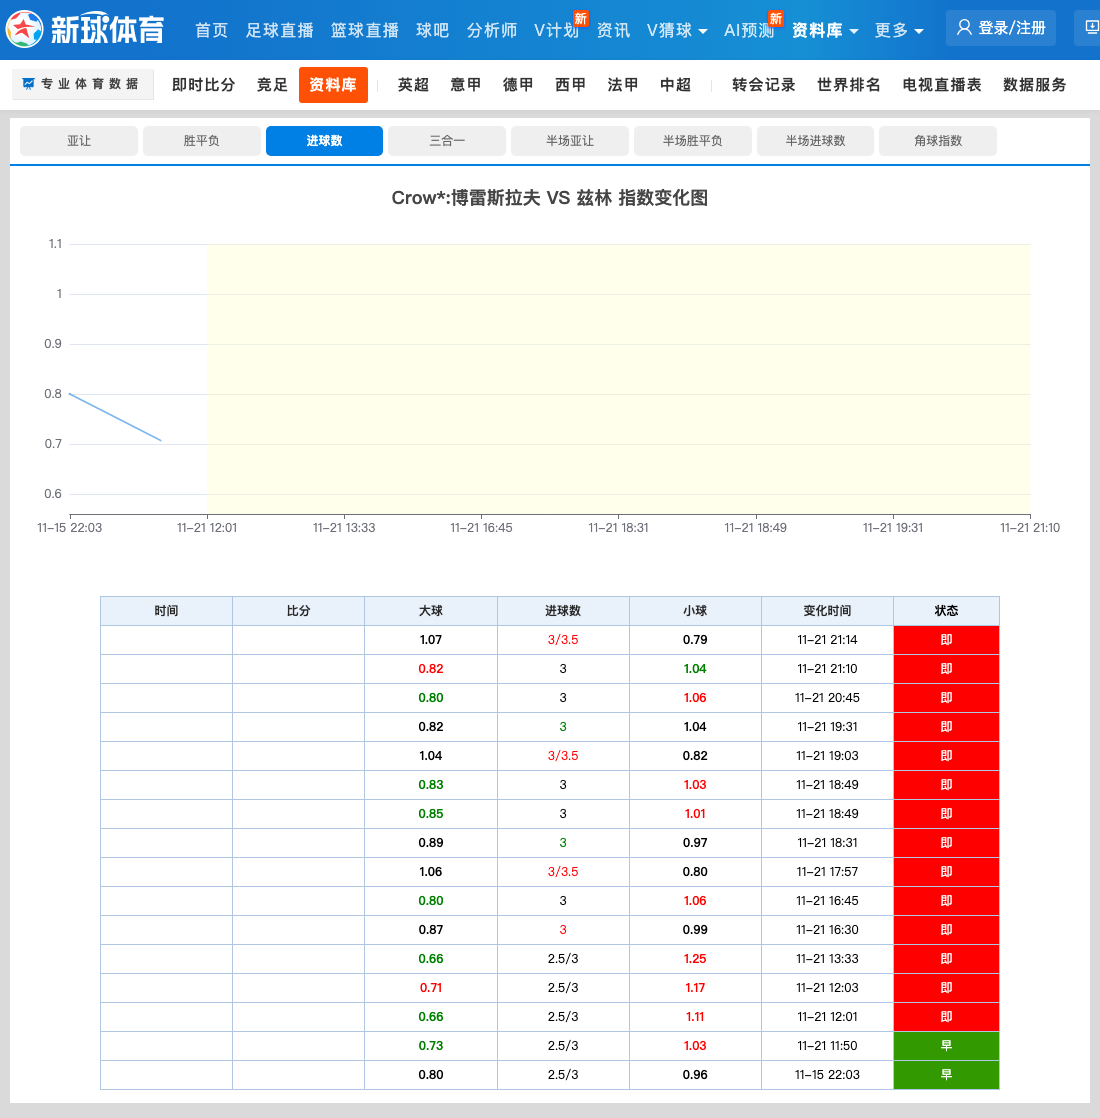 新球体育 首页 足球直播 篮球直播 球吧 分析师 V计划 新 资讯 V猜球 AI预测 新 资料库 更多 登录/注册
专业体育数据 即时比分 竞足 资料库 英超 意甲 德甲 西甲 法甲 中超 转会记录 世界排名 电视直播表 数据服务
亚让 胜平负 进球数 三合一 半场亚让 半场胜平负 半场进球数 角球指数
Crow*:博雷斯拉夫 VS 兹林 指数变化图
1.1
1
0.9
0.8
0.7
0.6
11-15 22:03 11-21 12:01 11-21 13:33 11-21 16:45 11-21 18:31 11-21 18:49 11-21 19:31 11-21 21:10
时间 比分 大球 进球数 小球 变化时间 状态
1.07 3/3.5 0.79 11-21 21:14 即
0.82 3 1.04 11-21 21:10 即
0.80 3 1.06 11-21 20:45 即
0.82 3 1.04 11-21 19:31 即
1.04 3/3.5 0.82 11-21 19:03 即
0.83 3 1.03 11-21 18:49 即
0.85 3 1.01 11-21 18:49 即
0.89 3 0.97 11-21 18:31 即
1.06 3/3.5 0.80 11-21 17:57 即
0.80 3 1.06 11-21 16:45 即
0.87 3 0.99 11-21 16:30 即
0.66 2.5/3 1.25 11-21 13:33 即
0.71 2.5/3 1.17 11-21 12:03 即
0.66 2.5/3 1.11 11-21 12:01 即
0.73 2.5/3 1.03 11-21 11:50 早
0.80 2.5/3 0.96 11-15 22:03 早